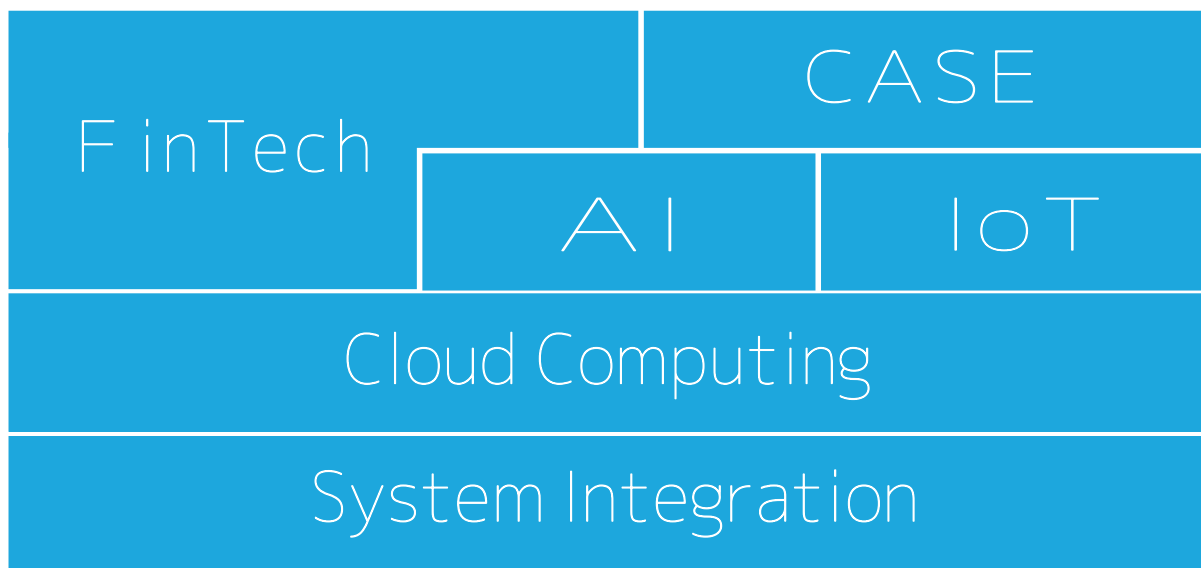 CASE
FinTech
AI
IoT
Cloud Computing
System Integration